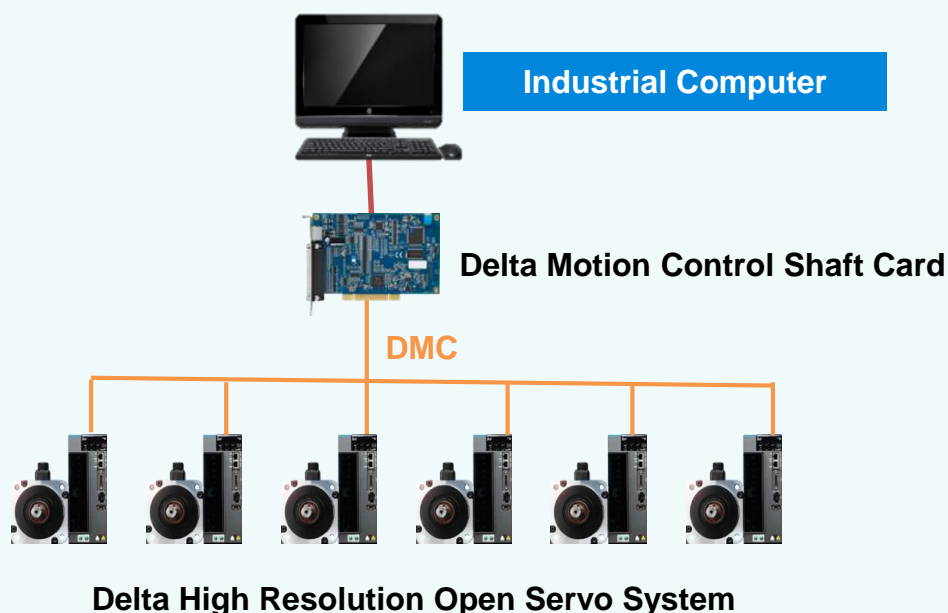 Industrial Computer
Delta Motion Control Shaft Card
DMC
Delta High Resolution Open Servo System